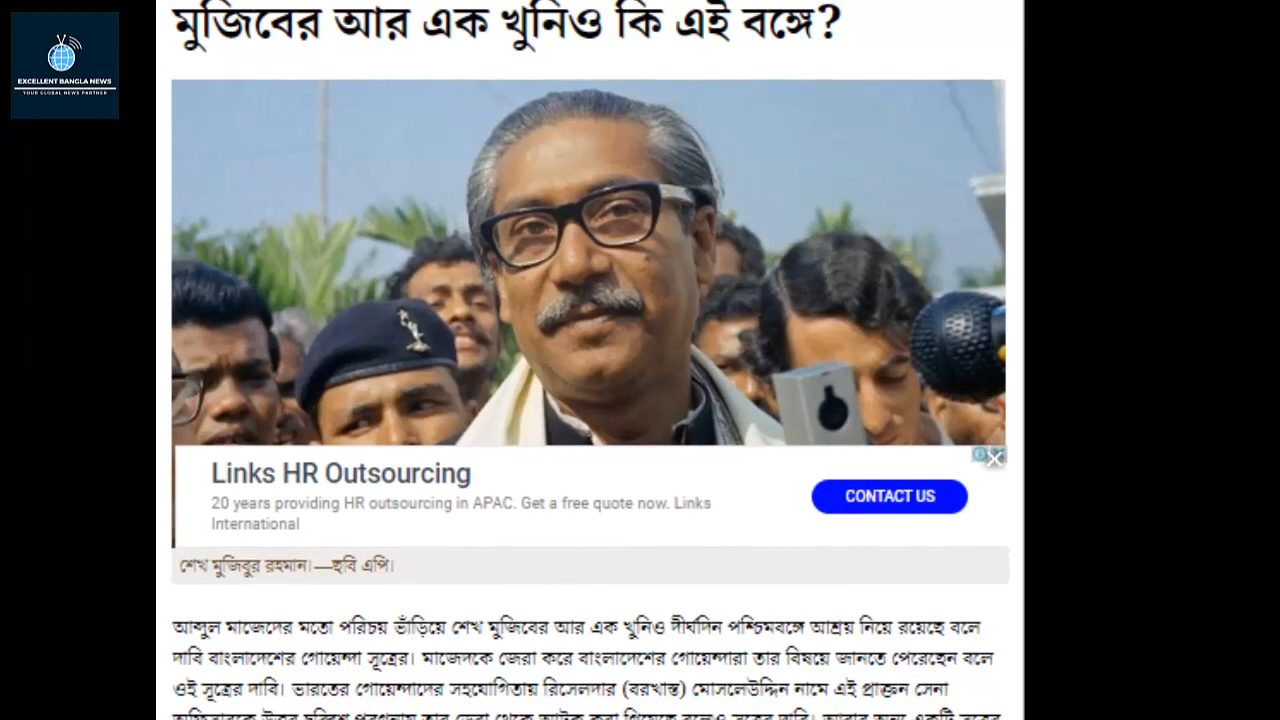 মুজিবের আর এক খুনিও কি এই বঙ্গে?
EXCELLENT BANGLA NEWS
YOUR GLOBAL NEWS PARTNER
Links HR Outsourcing
20 years providing HR outsourcing in APAC. Get a free quote now. Links
International
CONTACT US
শেখ মুজিবুর রহমান।—ছবি এপি।
আব্দুল মাজেদের মতো পরিচয় ভাঁড়িয়ে শেখ মুজিবের আর এক খুনিও দীর্ঘদিন পশ্চিমবঙ্গে আশ্রয় নিয়ে রয়েছে বলে
দাবি বাংলাদেশের গোয়েন্দা সূত্রের। মাজেদকে জেরা করে বাংলাদেশের গোয়েন্দারা তার বিষয়ে জানতে পেরেছেন বলে
ওই সূত্রের দাবি। ভারতের গোয়েন্দাদের সহযোগিতায় রিসেলদার (বরখাস্ত) মোসলেউদ্দিন নামে এই প্রাক্তন সেনা